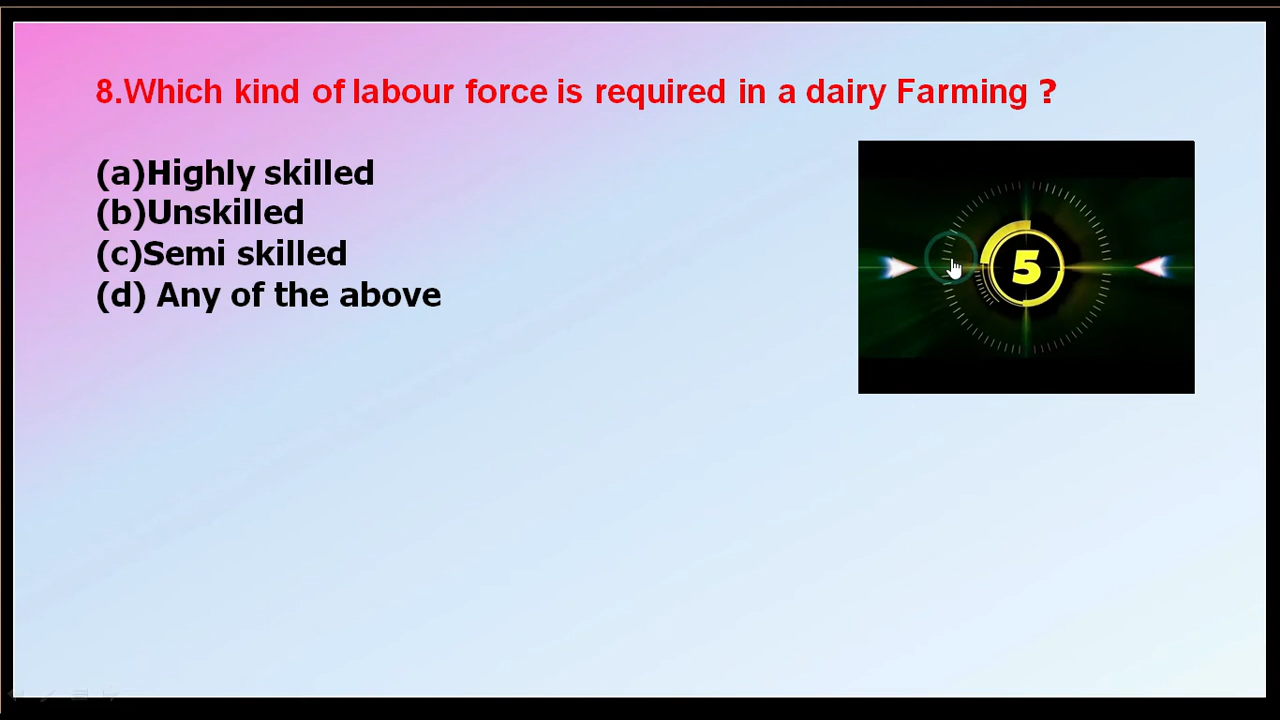 8.Which kind of labour force is required in a dairy Farming ?
(a)Highly skilled
(b)Unskilled
(c)Semi skilled
(d) Any of the above
5